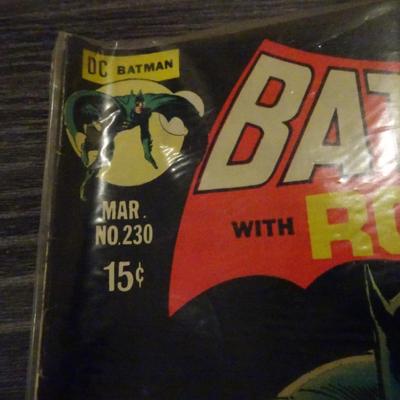 DC BATMAN
BAT
WITH RO
MAR.
NO.230
15¢